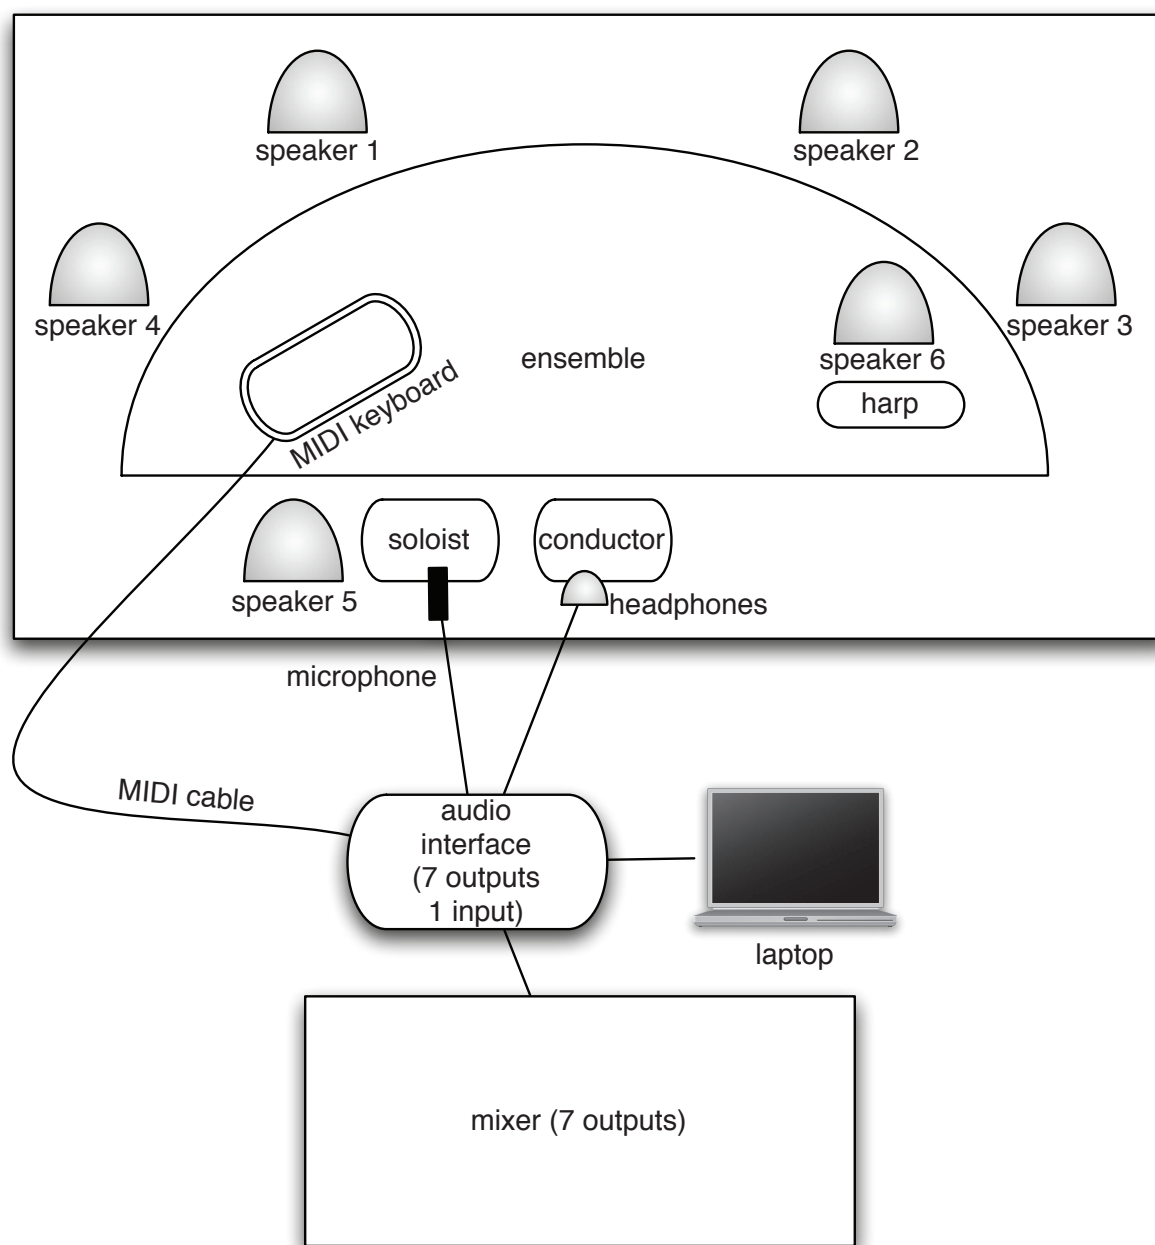 speaker 1
speaker 2
speaker 4
speaker 3
ensemble
speaker 6
MIDI keyboard
harp
soloist
conductor
speaker 5
headphones
microphone
MIDI cable
audio
interface
(7 outputs
1 input)
laptop
mixer (7 outputs)